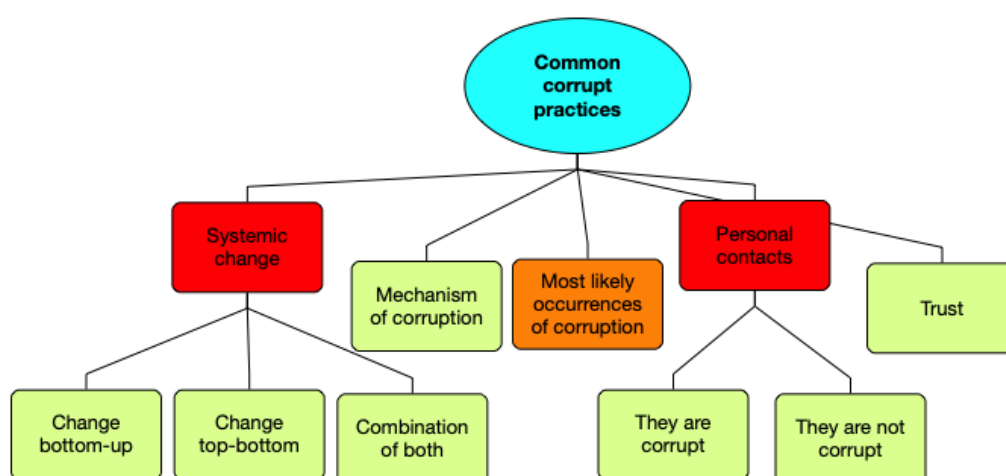 Common
corrupt
practices
Systemic
change
Mechanism
of corruption
Most likely
occurrences
of corruption
Personal
contacts
Trust
Change
bottom-up
Change
top-bottom
Combination
of both
They are
corrupt
They are not
corrupt